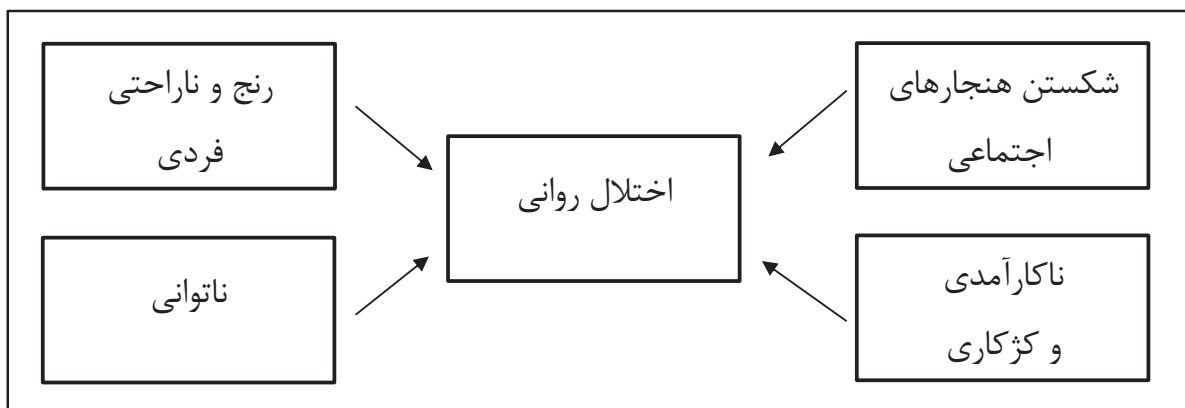 شکستن هنجارهای
اجتماعی
رنج و ناراحتی
فردی
اختلال روانی
ناکارآمدی
و کژکاری
ناتوانی